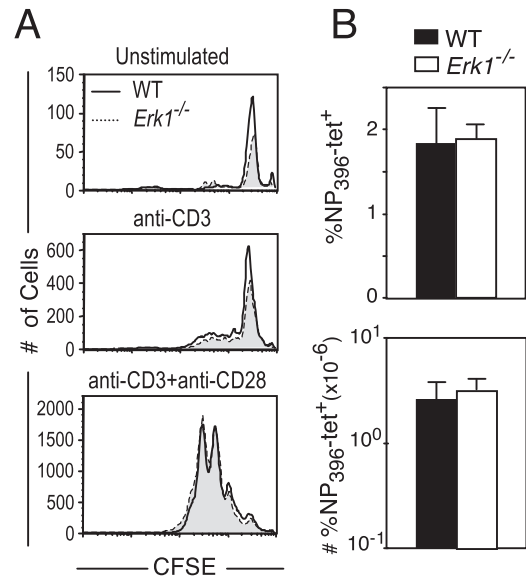 A
Unstimulated
150
100
50
0
WT
Erk1-/-
anti-CD3
600
400
200
0
# of Cells
anti-CD3+anti-CD28
2000
1500
1000
500
0
CFSE
B
WT
Erk1-/-
2
1
0
%NP396-tet+
10^1
10^0
10^-1
# %NP396-tet+(x10^-6)